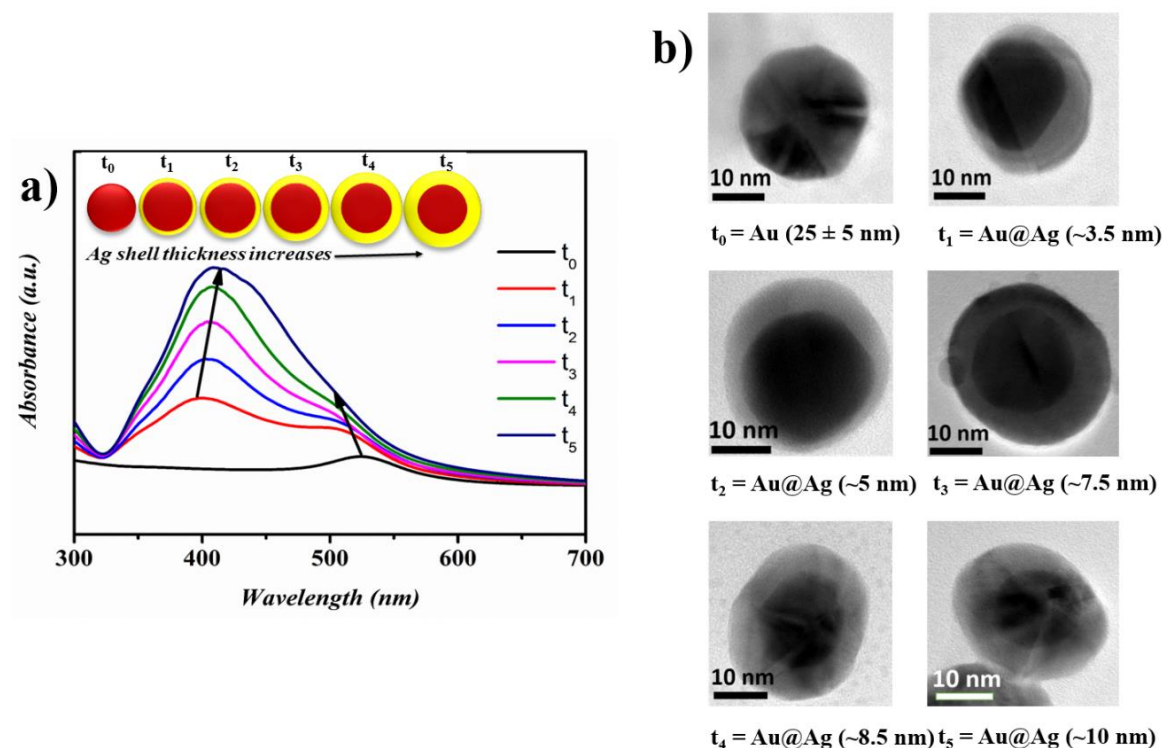 a)
t₀ t₁ t₂ t₃ t₄ t₅
Ag shell thickness increases
t₀
t₁
t₂
t₃
t₄
t₅
Absorbance (a.u.)
300 400 500 600 700
Wavelength (nm)
b)
10 nm
t₀ = Au (25 ± 5 nm)
10 nm
t₁ = Au@Ag (~3.5 nm)
10 nm
t₂ = Au@Ag (~5 nm)
10 nm
t₃ = Au@Ag (~7.5 nm)
10 nm
t₄ = Au@Ag (~8.5 nm)
10 nm
t₅ = Au@Ag (~10 nm)